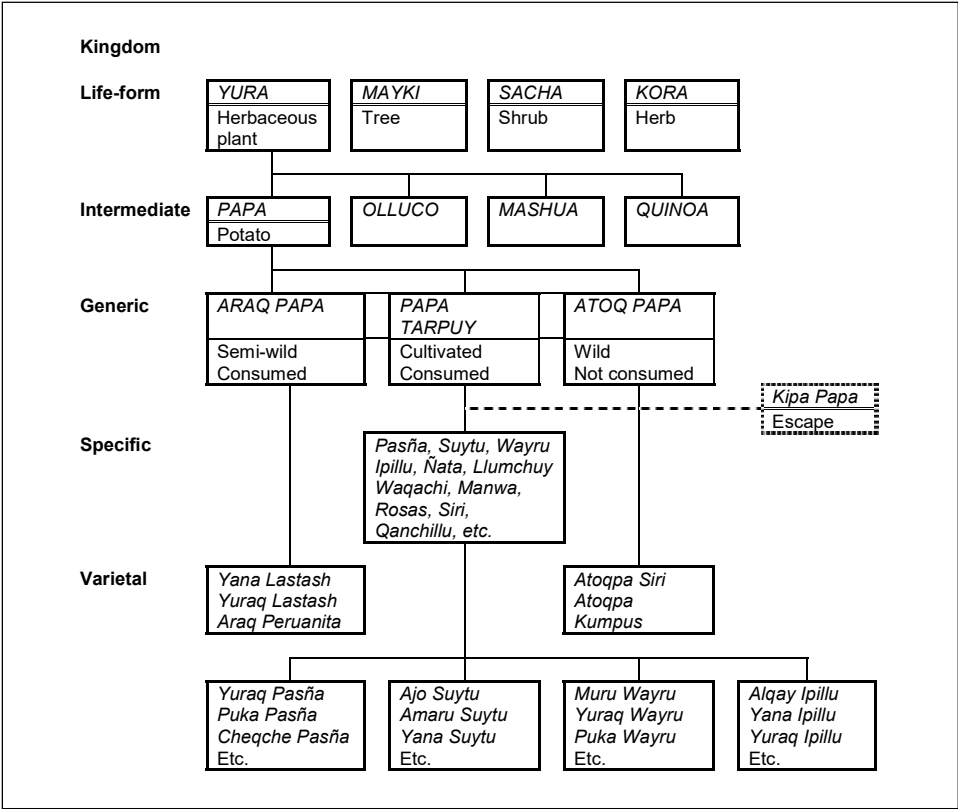 Kingdom
Life-form
YURA
Herbaceous
plant
MAYKI
Tree
SACHA
Shrub
KORA
Herb
Intermediate
PAPA
Potato
OLLUCO
MASHUA
QUINOA
Generic
ARAQ PAPA
Semi-wild
Consumed
PAPA
TARPUY
Cultivated
Consumed
ATOQ PAPA
Wild
Not consumed
Kipa Papa
Escape
Specific
Pasña, Suytu, Wayru
Ipillu, Ñata, Llumchuy
Waqachi, Manwa,
Rosas, Siri,
Qanchillu, etc.
Varietal
Yana Lastash
Yuraq Lastash
Araq Peruanita
Atoqpa Siri
Atoqpa
Kumpus
Yuraq Pasña
Puka Pasña
Cheqche Pasña
Etc.
Ajo Suytu
Amaru Suytu
Yana Suytu
Etc.
Muru Wayru
Yuraq Wayru
Puka Wayru
Etc.
Alqay Ipillu
Yana Ipillu
Yuraq Ipillu
Etc.